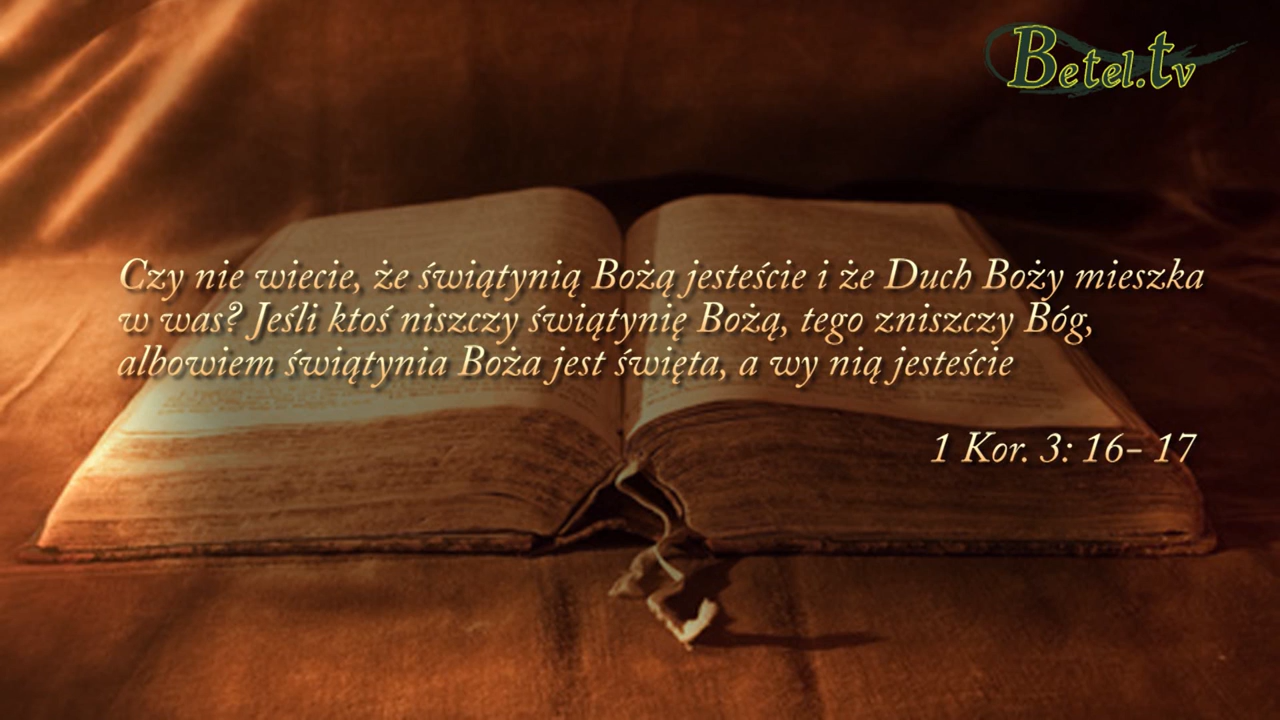 Betel.tv
Czy nie wiecie, że świątynią Bożą jesteście i że Duch Boży mieszka
w was? Jeśli ktoś niszczy świątynię Bożą, tego zniszczy Bóg,
albowiem świątynia Boża jest święta, a wy nią jesteście
1 Kor. 3: 16- 17